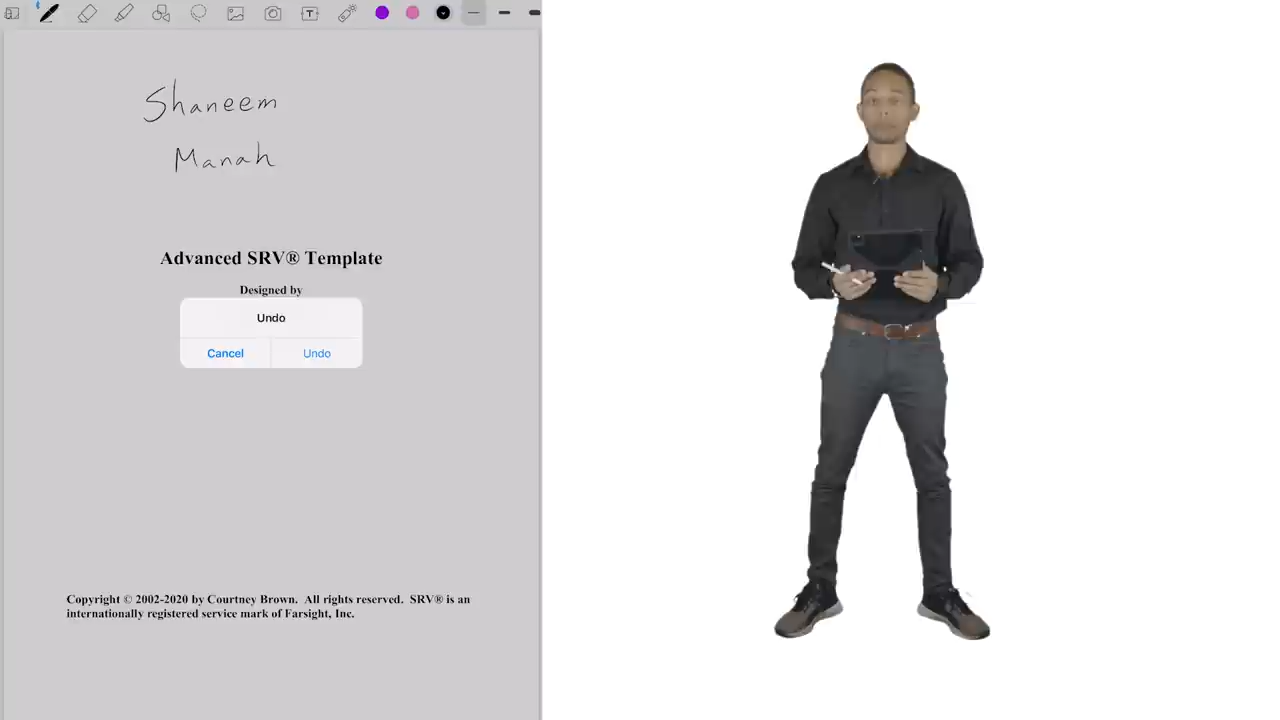 T
Shaneem
Manah
Advanced SRV® Template
Designed by
Undo
Cancel Undo
Copyright © 2002-2020 by Courtney Brown. All rights reserved. SRV® is an
internationally registered service mark of Farsight, Inc.